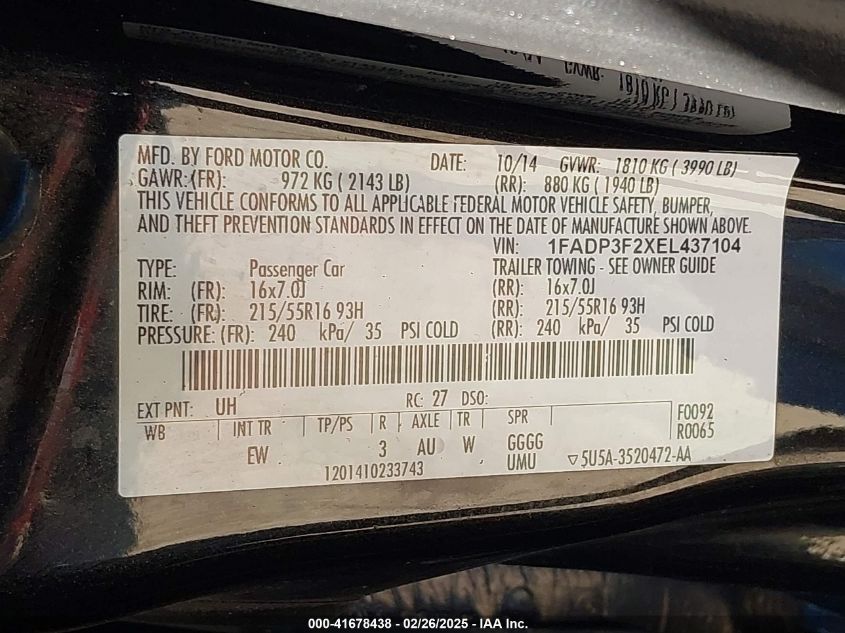 GVWR: 1810 KG ( 3990 LB)
MFD. BY FORD MOTOR CO. DATE: 10/14 GVWR: 1810 KG ( 3990 LB)
GAWR:(FR): 972 KG ( 2143 LB) (RR): 880 KG ( 1940 LB)
THIS VEHICLE CONFORMS TO ALL APPLICABLE FEDERAL MOTOR VEHICLE SAFETY, BUMPER,
AND THEFT PREVENTION STANDARDS IN EFFECT ON THE DATE OF MANUFACTURE SHOWN ABOVE.
VIN: 1FADP3F2XEL437104
TYPE: Passenger Car TRAILER TOWING - SEE OWNER GUIDE
RIM: (FR): 16x7.0J (RR): 16x7.0J
TIRE: (FR): 215/55R16 93H (RR): 215/55R16 93H
PRESSURE: (FR): 240 kPa/ 35 PSI COLD (RR): 240 kPa/ 35 PSI COLD
EXT PNT: UH RC: 27 DSO:
WB INT TR TP/PS R AXLE TR SPR F0092
EW 3 AU W GGGG R0065
1201410233743 UMU ▽5U5A-3520472-AA
000-41678438 - 02/26/2025 - IAA Inc.